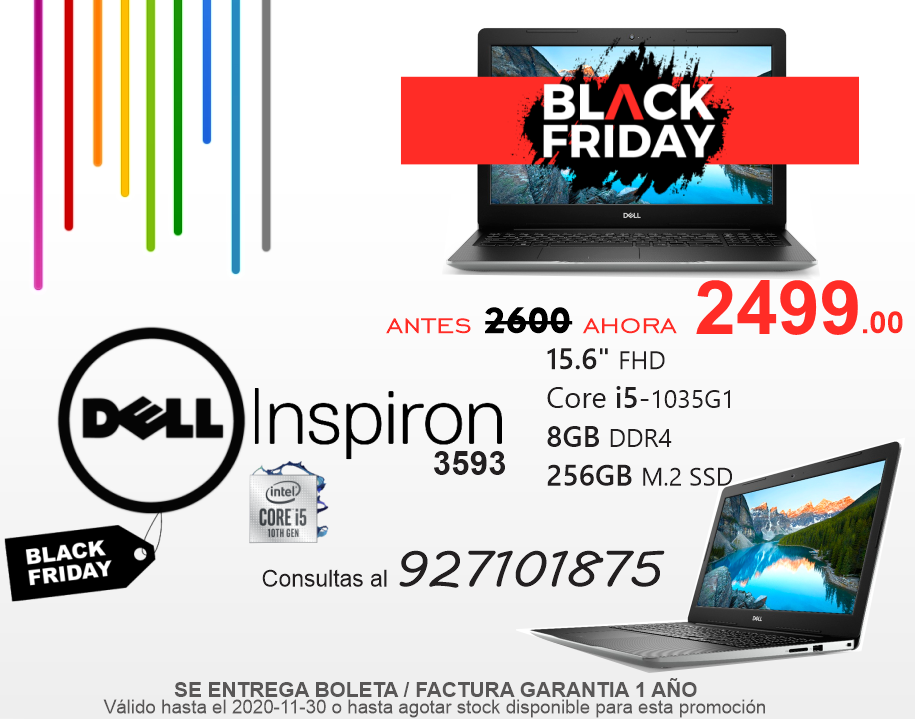 BLACK
FRIDAY
DELL
ANTES 2600 AHORA 2499.00
15.6" FHD
Core i5-1035G1
8GB DDR4
256GB M.2 SSD
DELL Inspiron
3593
intel
CORE i5
10TH GEN
BLACK
FRIDAY
Consultas al 927101875
DELL
SE ENTREGA BOLETA / FACTURA GARANTIA 1 AÑO
Válido hasta el 2020-11-30 o hasta agotar stock disponible para esta promoción